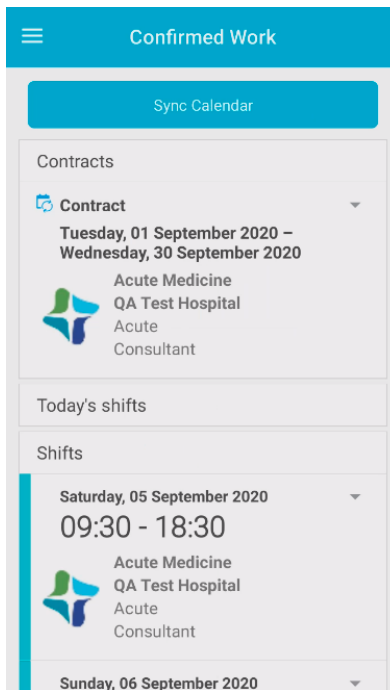 Confirmed Work
Sync Calendar
Contracts
Contract
Tuesday, 01 September 2020 –
Wednesday, 30 September 2020
Acute Medicine
QA Test Hospital
Acute
Consultant
Today's shifts
Shifts
Saturday, 05 September 2020
09:30 - 18:30
Acute Medicine
QA Test Hospital
Acute
Consultant
Sunday, 06 September 2020